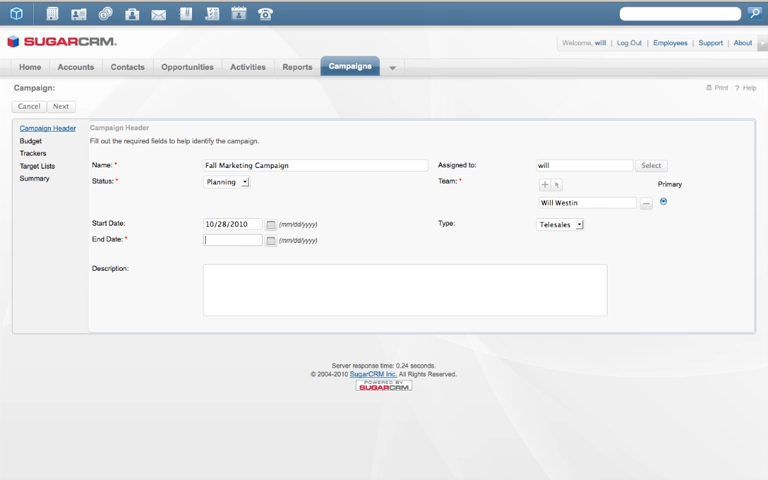 SUGARCRM.
Welcome, will | Log Out | Employees | Support | About
Home Accounts Contacts Opportunities Activities Reports Campaigns
Campaign:
Print ? Help
Cancel Next
Campaign Header
Budget
Trackers
Target Lists
Summary
Campaign Header
Fill out the required fields to help identify the campaign.
Name: * Fall Marketing Campaign Assigned to: will Select
Status: * Planning Team: * Primary
Will Westin
Start Date: 10/28/2010 (mm/dd/yyyy) Type: Telesales
End Date: * (mm/dd/yyyy)
Description:
Server response time: 0.24 seconds.
© 2004-2010 SugarCRM Inc. All Rights Reserved.
POWERED BY
SUGARCRM